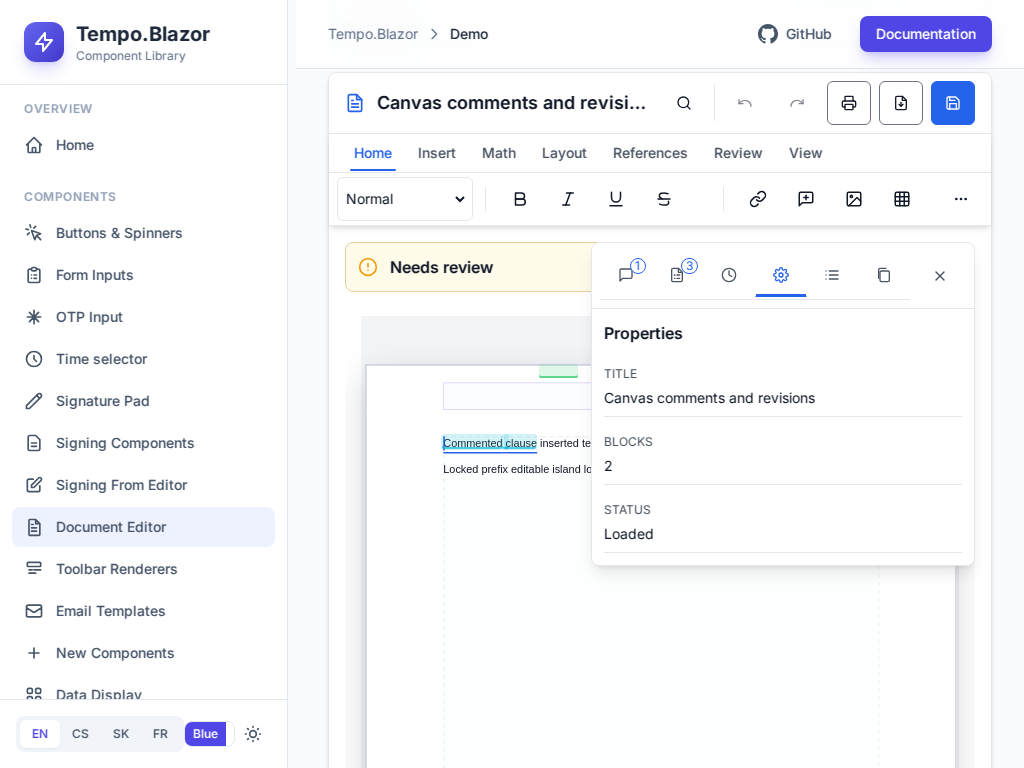 Tempo.Blazor
Component Library
OVERVIEW
Home
COMPONENTS
Buttons & Spinners
Form Inputs
OTP Input
Time selector
Signature Pad
Signing Components
Signing From Editor
Document Editor
Toolbar Renderers
Email Templates
New Components
Data Display
EN CS SK FR Blue
Tempo.Blazor > Demo
GitHub
Documentation
Canvas comments and revisi...
Home Insert Math Layout References Review View
Normal
Needs review
1 3
Properties
TITLE
Canvas comments and revisions
BLOCKS
2
STATUS
Loaded
Commented clause inserted te
Locked prefix editable island lo